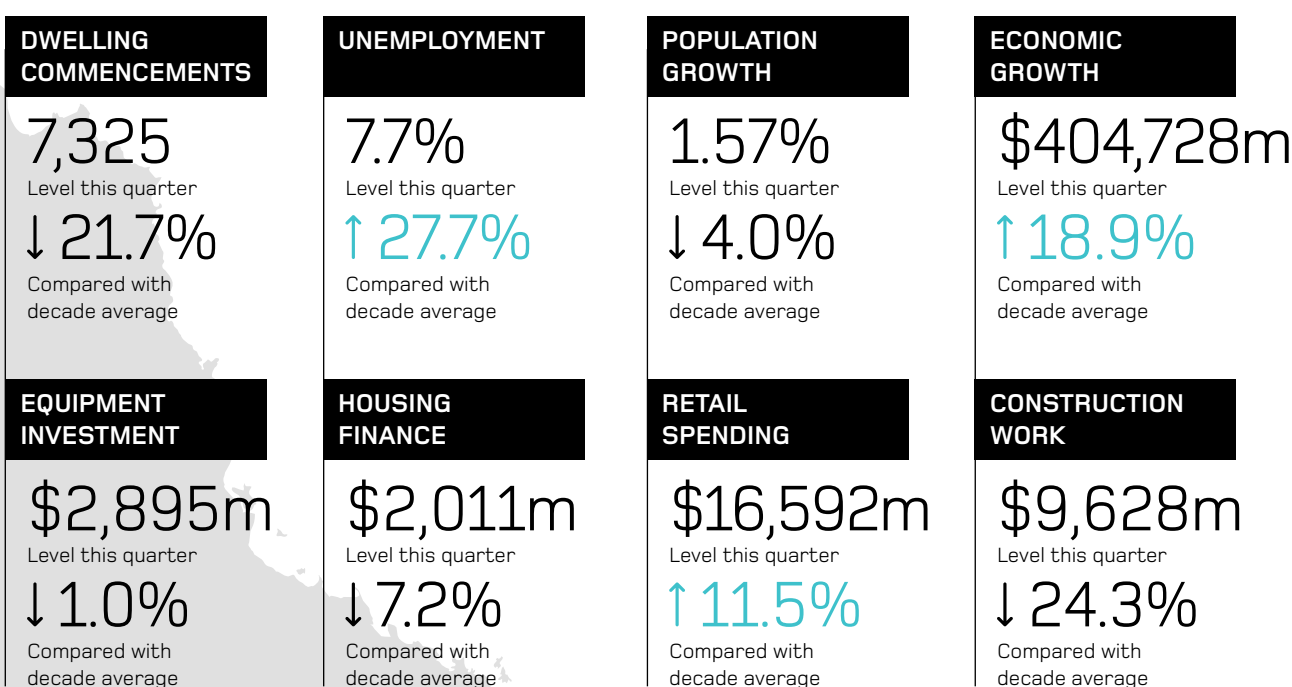 DWELLING
COMMENCEMENTS
7,325
Level this quarter
↓ 21.7%
Compared with
decade average
UNEMPLOYMENT
7.7%
Level this quarter
↑ 27.7%
Compared with
decade average
POPULATION
GROWTH
1.57%
Level this quarter
↓ 4.0%
Compared with
decade average
ECONOMIC
GROWTH
$404,728m
Level this quarter
↑ 18.9%
Compared with
decade average
EQUIPMENT
INVESTMENT
$2,895m
Level this quarter
↓ 1.0%
Compared with
decade average
HOUSING
FINANCE
$2,011m
Level this quarter
↓ 7.2%
Compared with
decade average
RETAIL
SPENDING
$16,592m
Level this quarter
↑ 11.5%
Compared with
decade average
CONSTRUCTION
WORK
$9,628m
Level this quarter
↓ 24.3%
Compared with
decade average